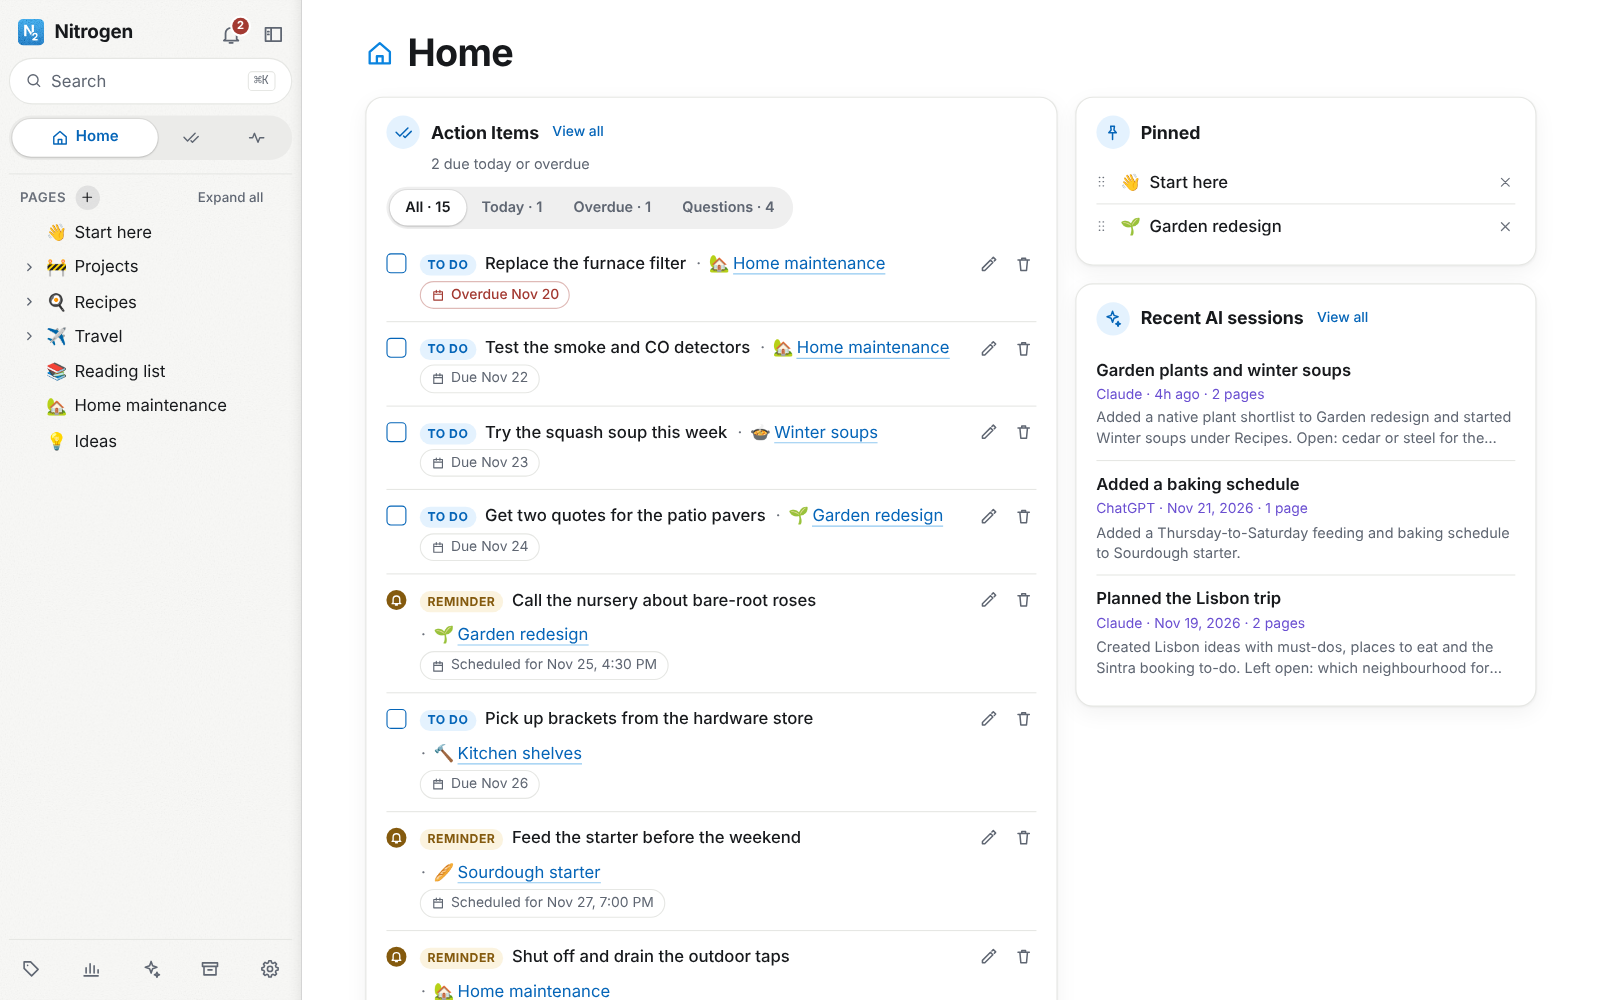 N2 Nitrogen 2
Search ⌘K
Home
PAGES + Expand all
Start here
Projects
Recipes
Travel
Reading list
Home maintenance
Ideas
Home
Action Items View all
2 due today or overdue
All · 15 Today · 1 Overdue · 1 Questions · 4
TO DO Replace the furnace filter · Home maintenance
Overdue Nov 20
TO DO Test the smoke and CO detectors · Home maintenance
Due Nov 22
TO DO Try the squash soup this week · Winter soups
Due Nov 23
TO DO Get two quotes for the patio pavers · Garden redesign
Due Nov 24
REMINDER Call the nursery about bare-root roses
· Garden redesign
Scheduled for Nov 25, 4:30 PM
TO DO Pick up brackets from the hardware store
· Kitchen shelves
Due Nov 26
REMINDER Feed the starter before the weekend
· Sourdough starter
Scheduled for Nov 27, 7:00 PM
REMINDER Shut off and drain the outdoor taps
· Home maintenance
Pinned
Start here
Garden redesign
Recent AI sessions View all
Garden plants and winter soups
Claude · 4h ago · 2 pages
Added a native plant shortlist to Garden redesign and started
Winter soups under Recipes. Open: cedar or steel for the...
Added a baking schedule
ChatGPT · Nov 21, 2026 · 1 page
Added a Thursday-to-Saturday feeding and baking schedule
to Sourdough starter.
Planned the Lisbon trip
Claude · Nov 19, 2026 · 2 pages
Created Lisbon ideas with must-dos, places to eat and the
Sintra booking to-do. Left open: which neighbourhood for...